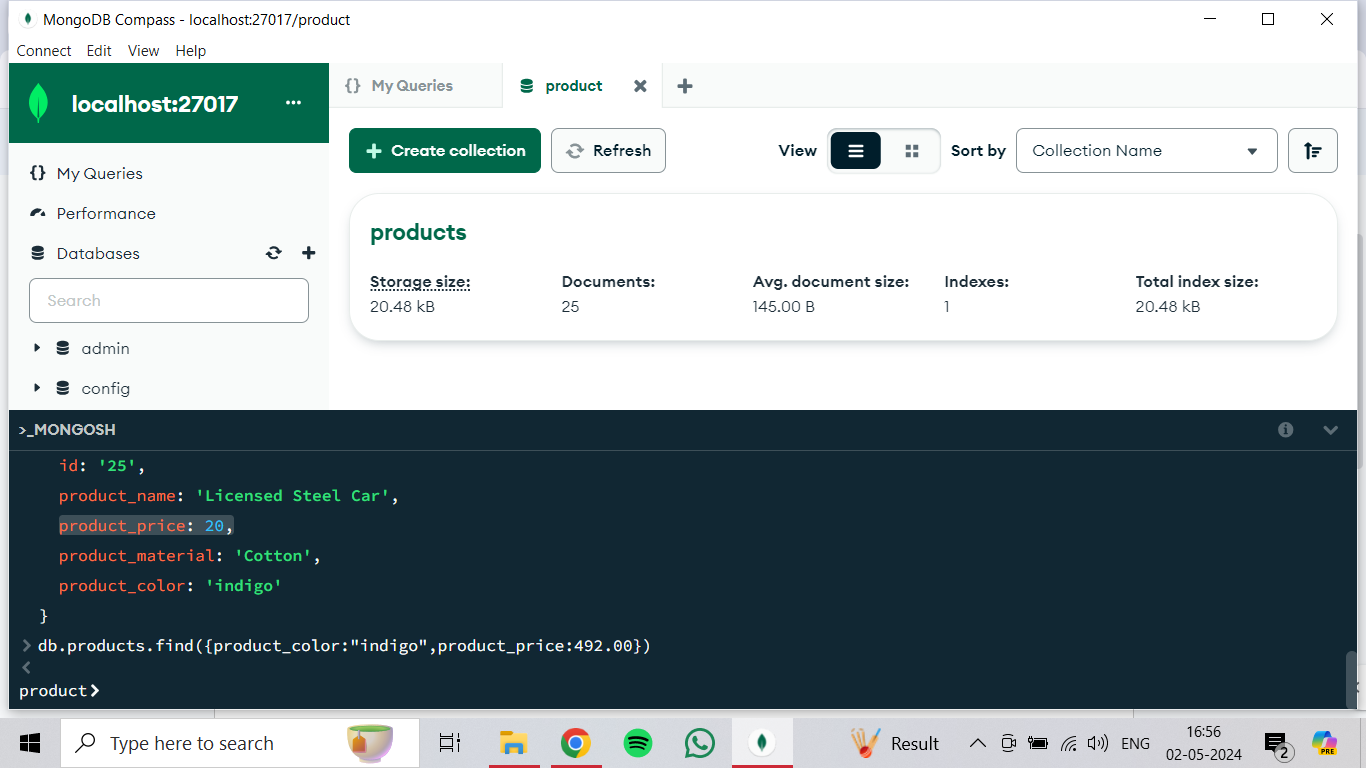 MongoDB Compass - localhost:27017/product
Connect Edit View Help
localhost:27017 ...
{} My Queries
product
+ Create collection
Refresh
View
Sort by
Collection Name
{} My Queries
Performance
Databases
Search
admin
config
products
Storage size: Documents: Avg. document size: Indexes: Total index size:
20.48 kB 25 145.00 B 1 20.48 kB
>_MONGOSH
id: '25',
product_name: 'Licensed Steel Car',
product_price: 20,
product_material: 'Cotton',
product_color: 'indigo'
}
> db.products.find({product_color:"indigo",product_price:492.00})
<
product>
Type here to search
Result
ENG
16:56
02-05-2024
2
PRE